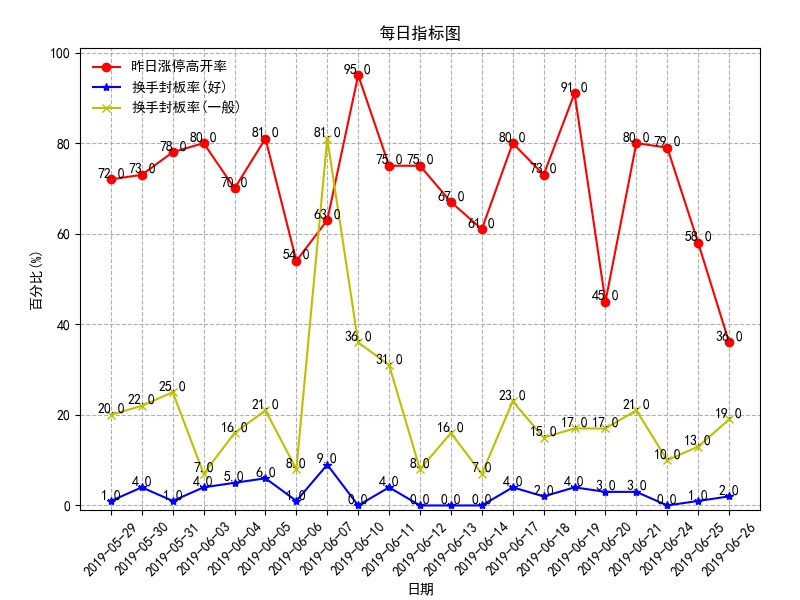 每日指标图
昨日涨停高开率
换手封板率(好)
换手封板率(一般)
百分比(%)
100
80
60
40
20
0
72.0 73.0 78.0 80.0 70.0 81.0 54.0 63.0 95.0 75.0 75.0 67.0 61.0 80.0 73.0 91.0 45.0 80.0 79.0 58.0 36.0
20.0 22.0 25.0 7.0 16.0 21.0 8.0 81.0 36.0 31.0 8.0 16.0 7.0 23.0 15.0 17.0 17.0 21.0 10.0 13.0 19.0
1.0 4.0 1.0 4.0 5.0 6.0 1.0 9.0 0.0 4.0 0.0 0.0 0.0 4.0 2.0 4.0 3.0 3.0 0.0 1.0 2.0
2019-05-29 2019-05-30 2019-05-31 2019-06-03 2019-06-04 2019-06-05 2019-06-06 2019-06-07 2019-06-10 2019-06-11 2019-06-12 2019-06-13 2019-06-14 2019-06-17 2019-06-18 2019-06-19 2019-06-20 2019-06-21 2019-06-24 2019-06-25 2019-06-26
日期